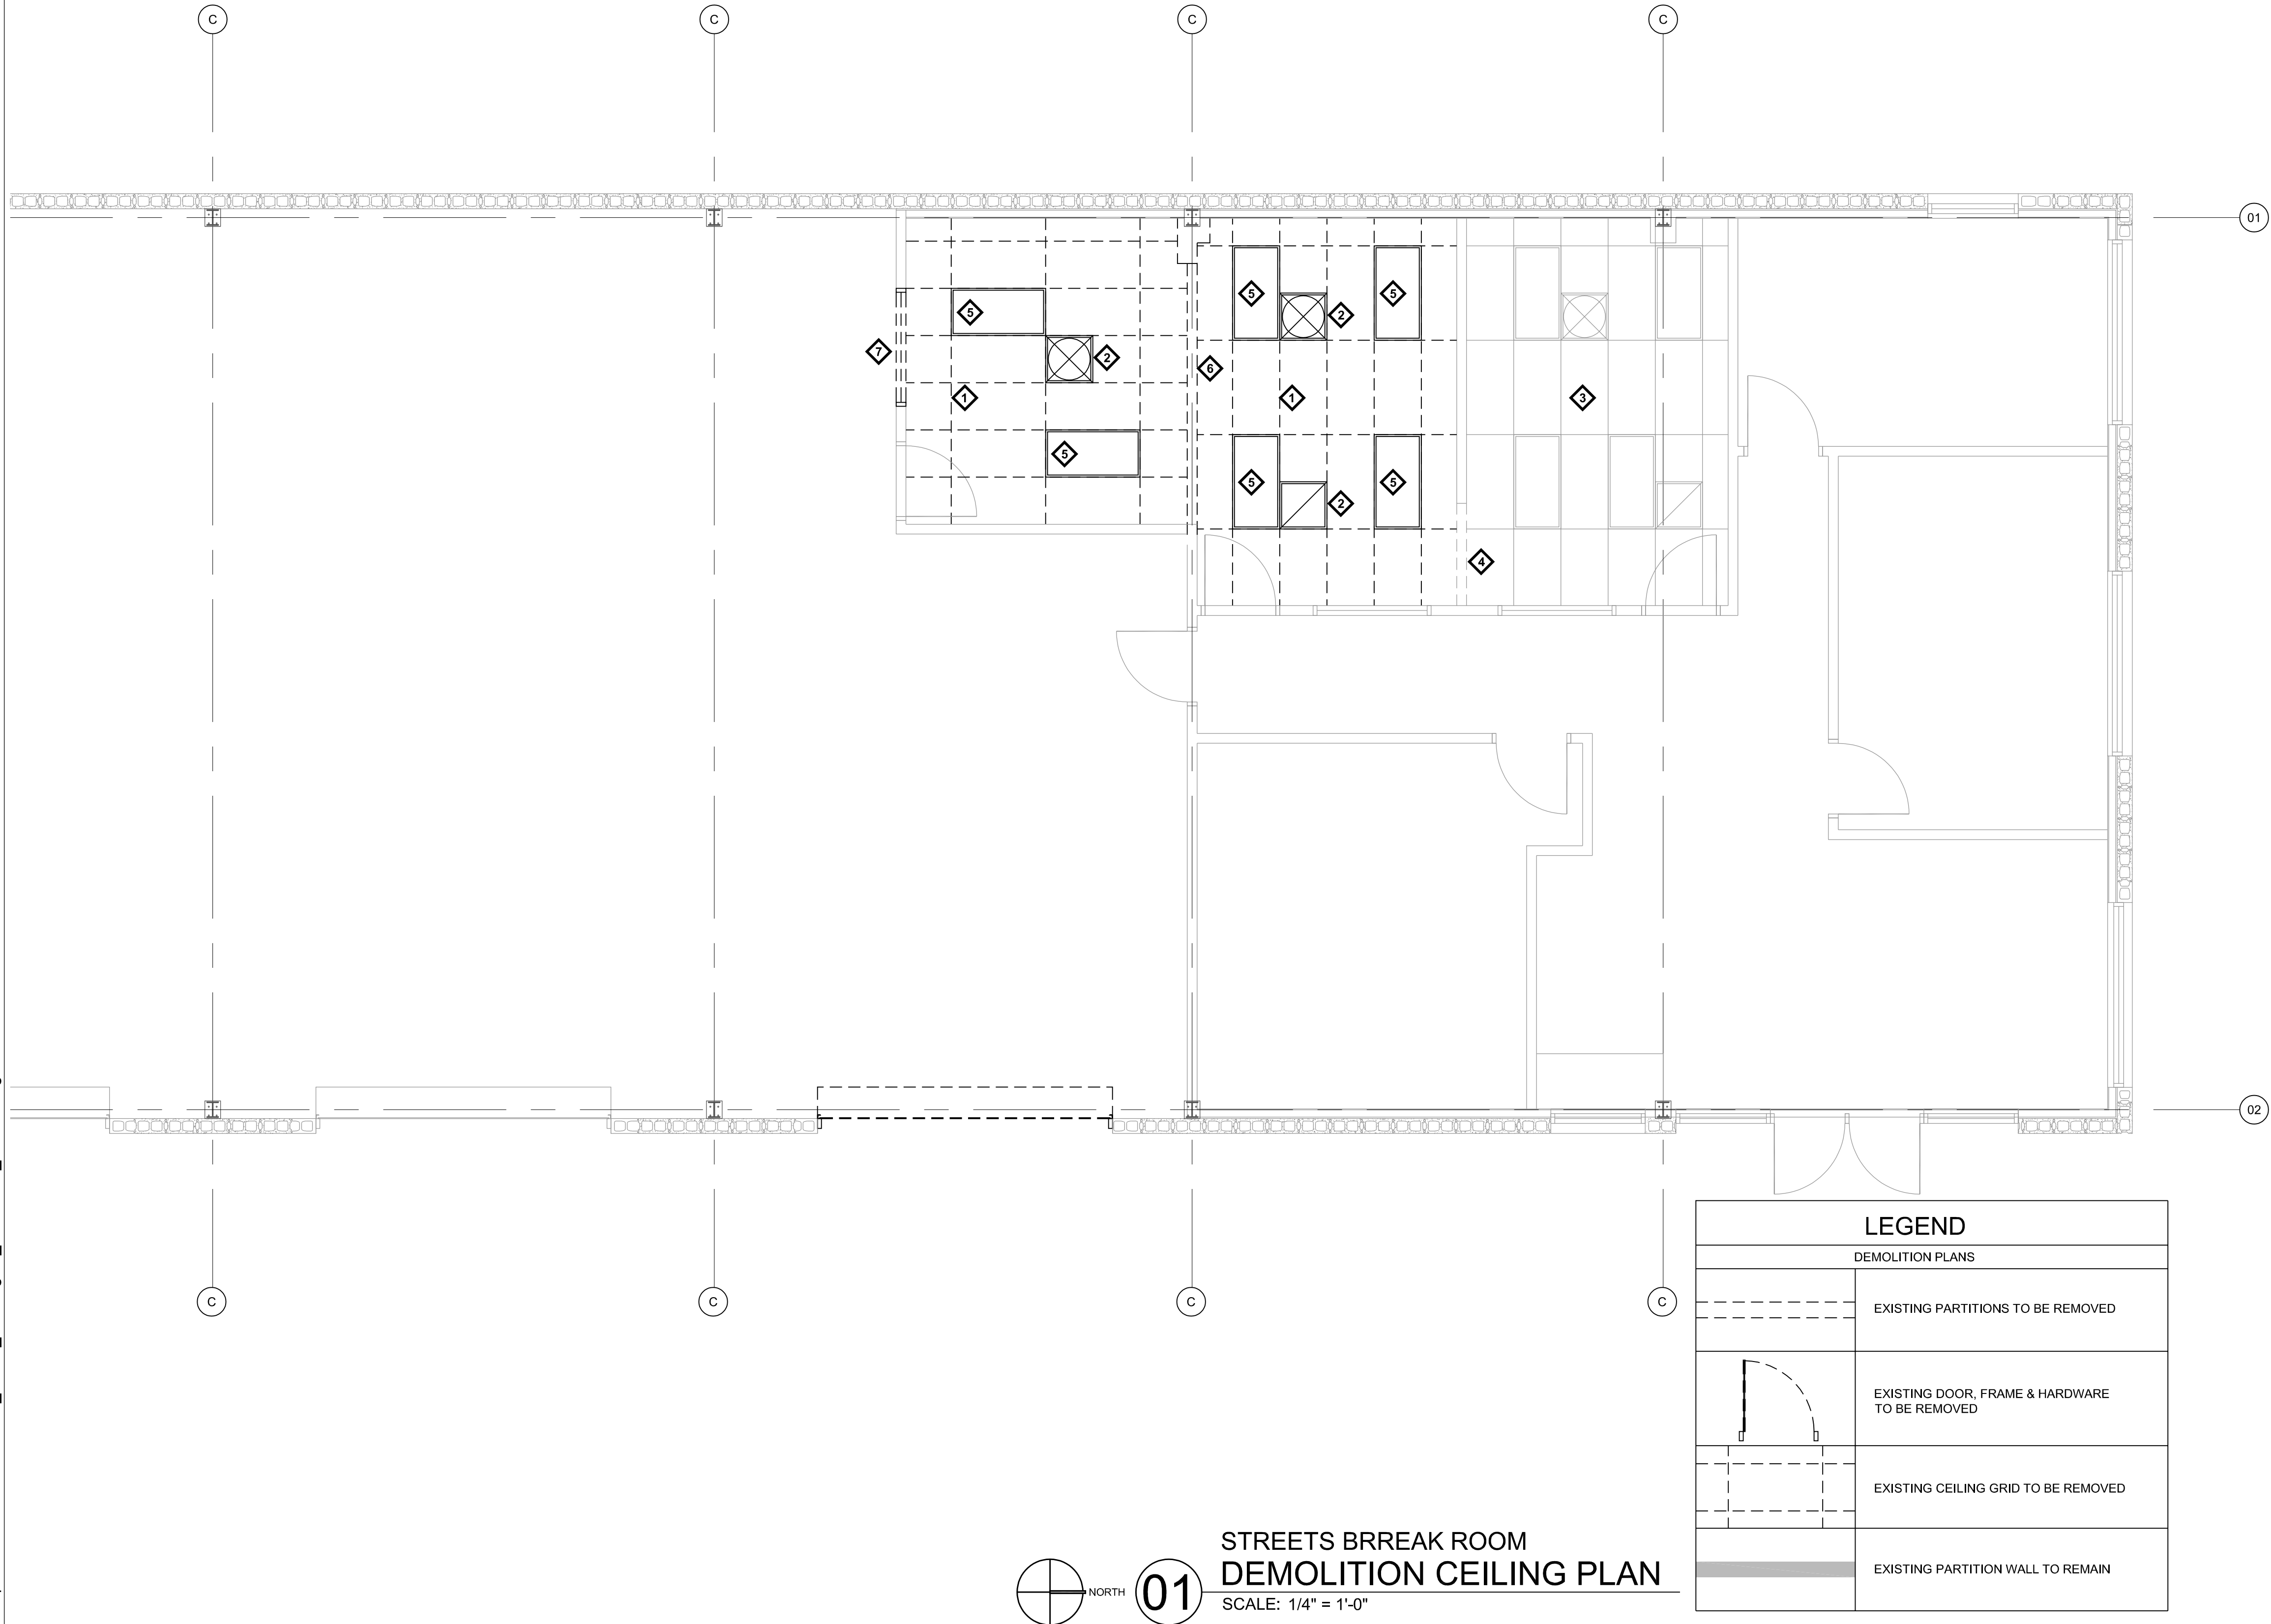 C C C C
01
5 5 5
2
7 2
6
1 1 3
5
5 5
2
4
02
C C C C
LEGEND
DEMOLITION PLANS
EXISTING PARTITIONS TO BE REMOVED
EXISTING DOOR, FRAME & HARDWARE
TO BE REMOVED
EXISTING CEILING GRID TO BE REMOVED
EXISTING PARTITION WALL TO REMAIN
STREETS BRREAK ROOM
DEMOLITION CEILING PLAN
NORTH
01
SCALE: 1/4" = 1'-0"